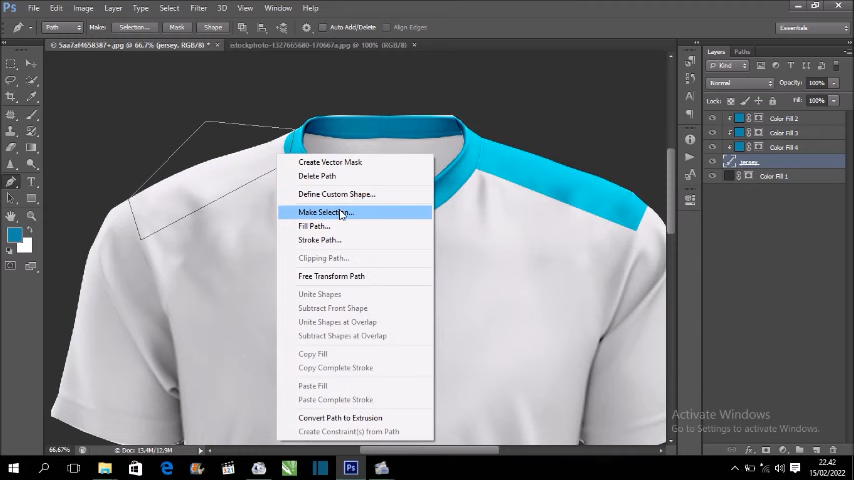 Ps File Edit Image Layer Type Select Filter 3D View Window Help
Path Make: Selection... Mask Shape Auto Add/Delete Align Edges Essentials
5aa7af4658387+.jpg @ 66.7% (jersey, RGB/8) * × istockphoto-1327665680-170667a.jpg @ 100% (RGB/8) ×
Layers Paths
Kind
Normal Opacity: 100%
Lock: Fill: 100%
Color Fill 2
Color Fill 3
Color Fill 4
jersey
Color Fill 1
Create Vector Mask
Delete Path
Define Custom Shape...
Make Selection...
Fill Path...
Stroke Path...
Clipping Path...
Free Transform Path
Unite Shapes
Subtract Front Shape
Unite Shapes at Overlap
Subtract Shapes at Overlap
Copy Fill
Copy Complete Stroke
Paste Fill
Paste Complete Stroke
Convert Path to Extrusion
Create Constraint(s) from Path
Activate Windows
Go to Settings to activate Windows.
66.67% Doc: 13.4M/12.9M
22.42
15/02/2022